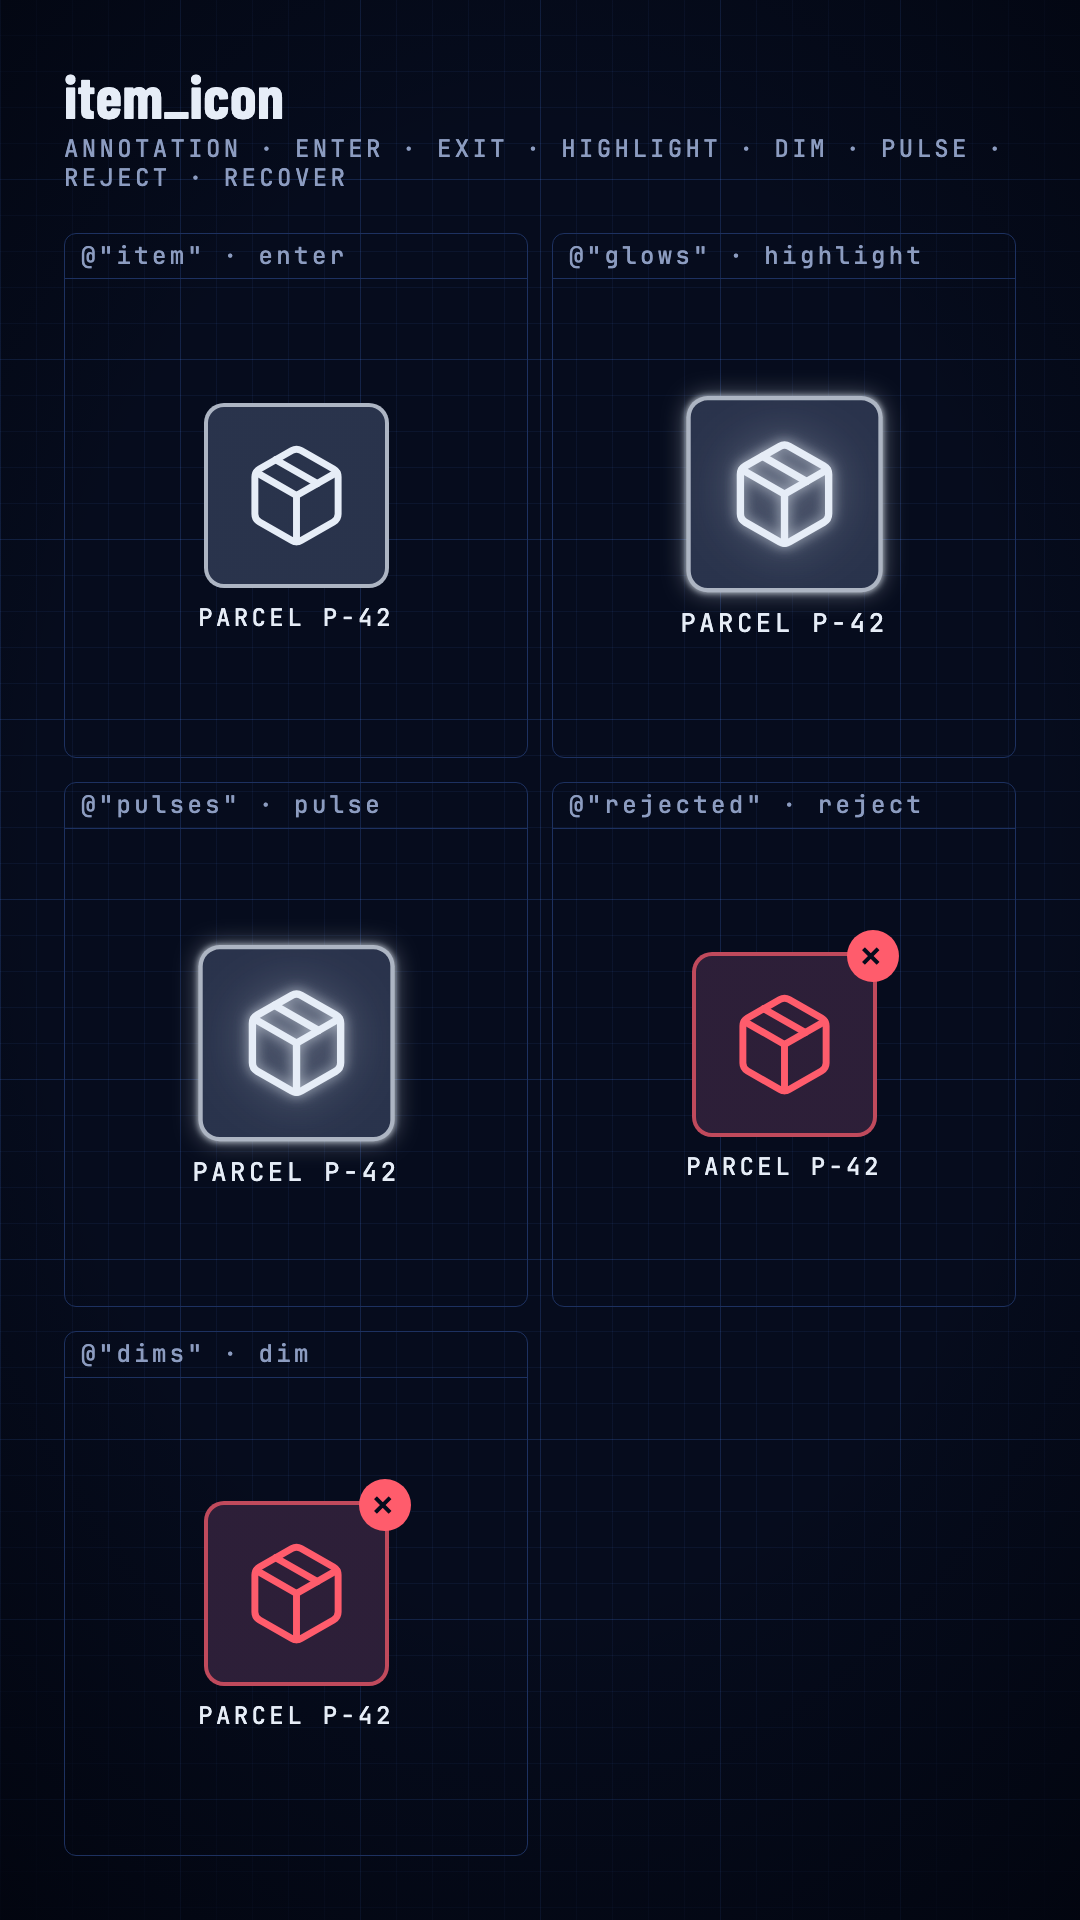 item_icon
ANNOTATION · ENTER · EXIT · HIGHLIGHT · DIM · PULSE ·
REJECT · RECOVER
@"item" · enter
PARCEL P-42
@"glows" · highlight
PARCEL P-42
@"pulses" · pulse
PARCEL P-42
@"rejected" · reject
PARCEL P-42
@"dims" · dim
PARCEL P-42